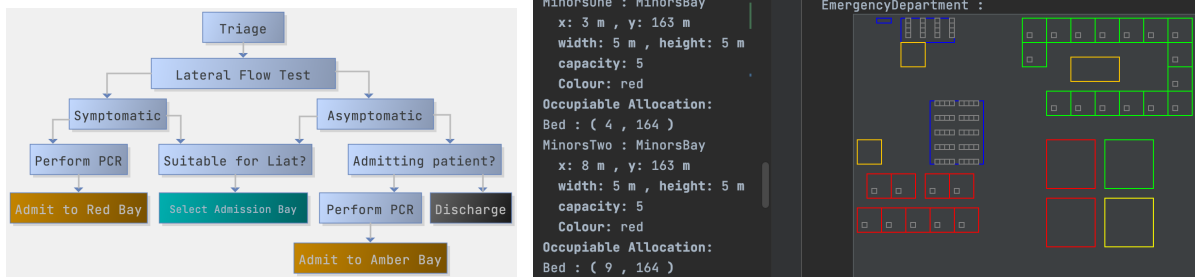 Triage
Lateral Flow Test
Symptomatic
Asymptomatic
Perform PCR
Suitable for Liat?
Admitting patient?
Admit to Red Bay
Select Admission Bay
Perform PCR
Discharge
Admit to Amber Bay
MinorsOne : MinorsBay
x: 3 m , y: 163 m
width: 5 m , height: 5 m
capacity: 5
Colour: red
Occupiable Allocation:
Bed : ( 4 , 164 )
MinorsTwo : MinorsBay
x: 8 m , y: 163 m
width: 5 m , height: 5 m
capacity: 5
Colour: red
Occupiable Allocation:
Bed : ( 9 , 164 )
EmergencyDepartment :